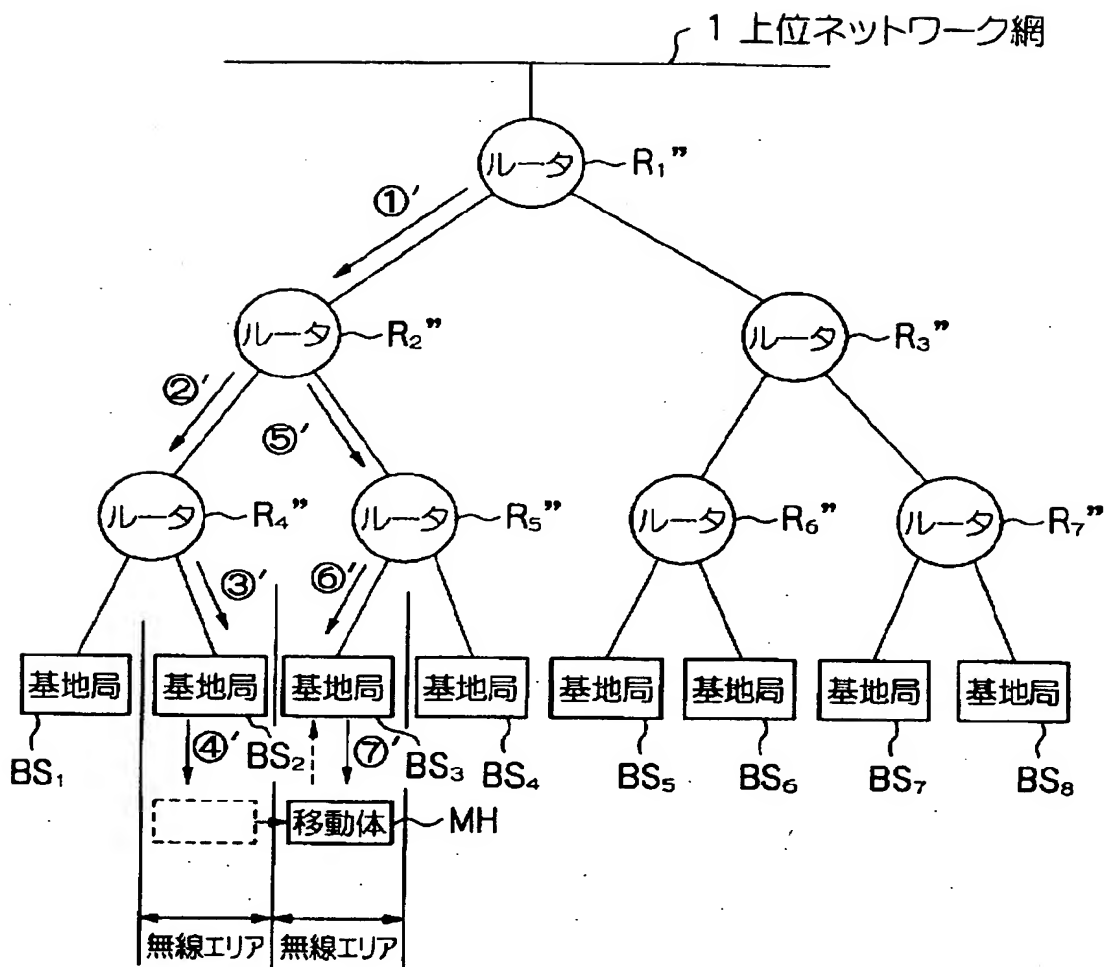 1 上位ネットワーク網
ルータ R₁”
①′
ルータ R₂” ルータ R₃”
②′ ⑤′
ルータ R₄” ルータ R₅” ルータ R₆” ルータ R₇”
③′ ⑥′
基地局 基地局 基地局 基地局 基地局 基地局 基地局 基地局
④′ ⑦′
BS₁ BS₂ BS₃ BS₄ BS₅ BS₆ BS₇ BS₈
移動体 MH
無線エリア 無線エリア